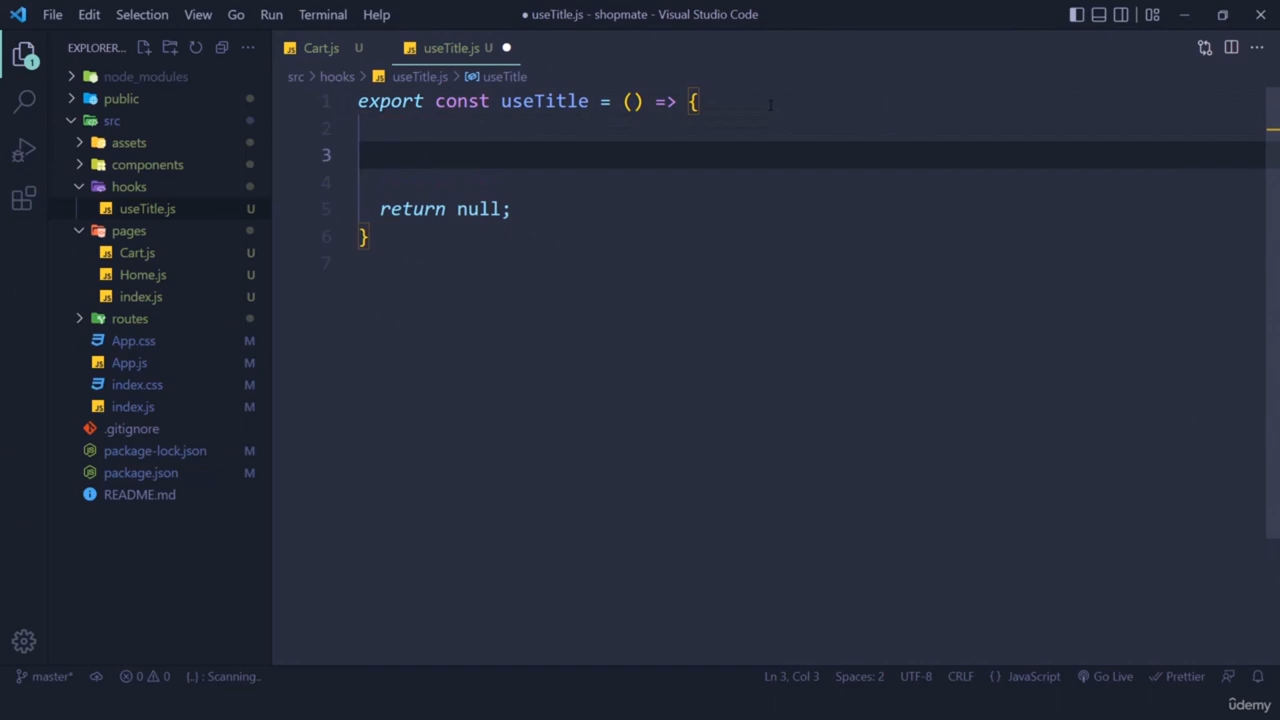 File Edit Selection View Go Run Terminal Help
● useTitle.js - shopmate - Visual Studio Code
EXPLORER...
Cart.js U
useTitle.js U
src > hooks > useTitle.js > useTitle
node_modules
public
src
assets
components
hooks
useTitle.js U
pages
Cart.js U
Home.js U
index.js U
routes
App.css M
App.js M
index.css M
index.js M
.gitignore
package-lock.json M
package.json M
README.md
1 export const useTitle = () => {
2
3
4
5 return null;
6 }
7
1
master* 0 0 {..} : Scanning.. Ln 3, Col 3 Spaces: 2 UTF-8 CRLF {} JavaScript Go Live Prettier
ûdemy